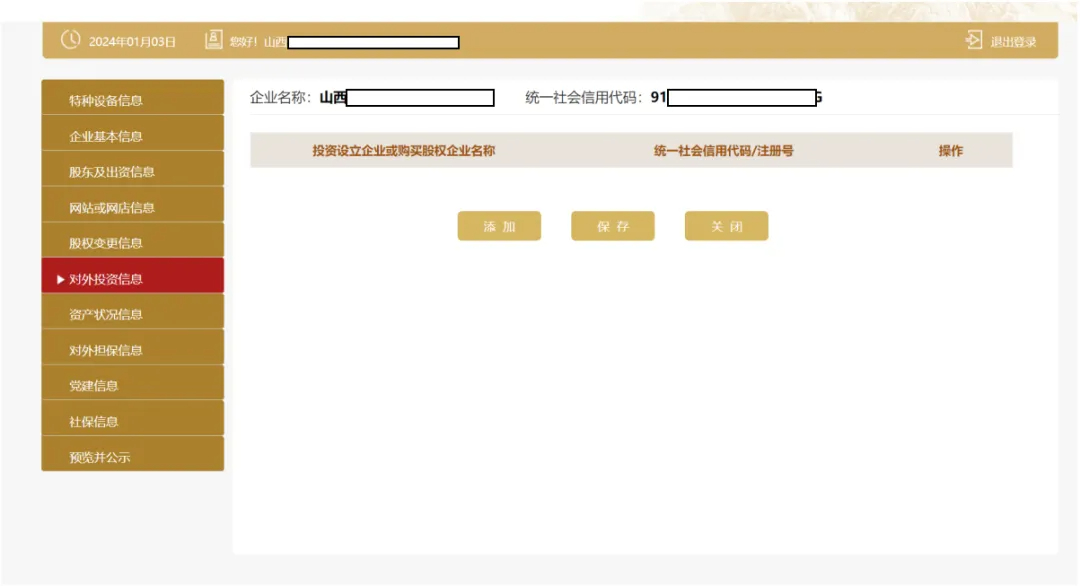 2024年01月03日 您好！山西 退出登录
特种设备信息
企业基本信息
股东及出资信息
网站或网店信息
股权变更信息
对外投资信息
资产状况信息
对外担保信息
党建信息
社保信息
预览并公示
企业名称：山西 统一社会信用代码：91
投资设立企业或购买股权企业名称 统一社会信用代码/注册号 操作
添加 保存 关闭